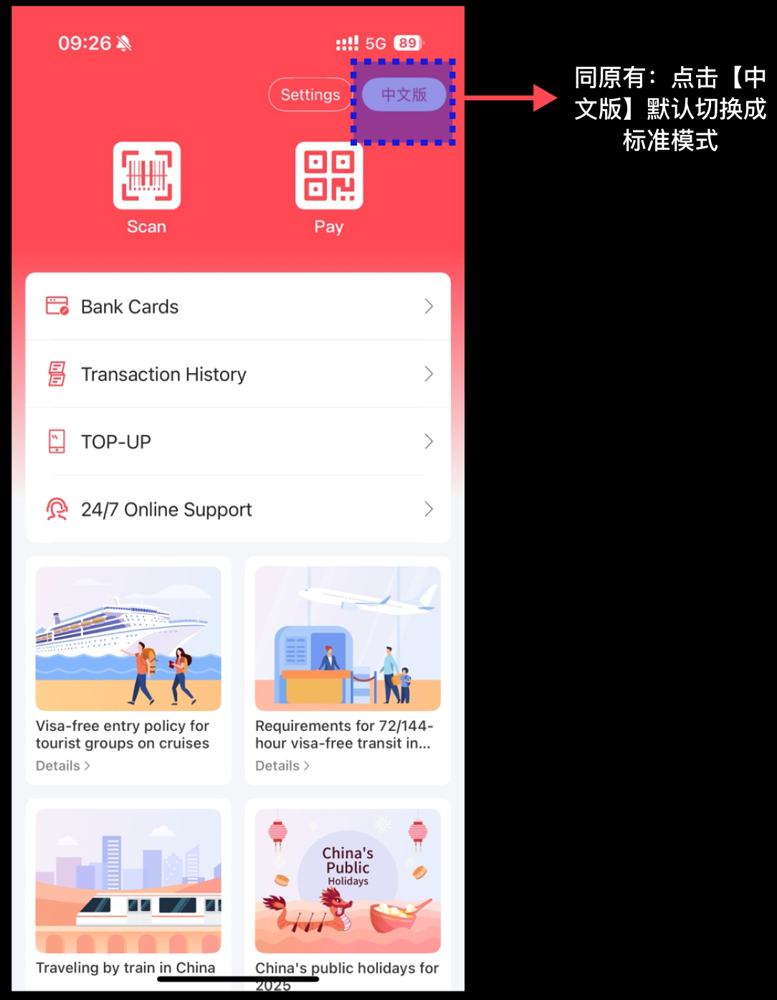 09:26
5G 89
Settings
中文版
同原有：点击【中
文版】默认切换成
标准模式
Scan
Pay
Bank Cards
Transaction History
TOP-UP
24/7 Online Support
Visa-free entry policy for
tourist groups on cruises
Details >
Requirements for 72/144-
hour visa-free transit in...
Details >
China's
Public
Holidays
Traveling by train in China
China's public holidays for
2025